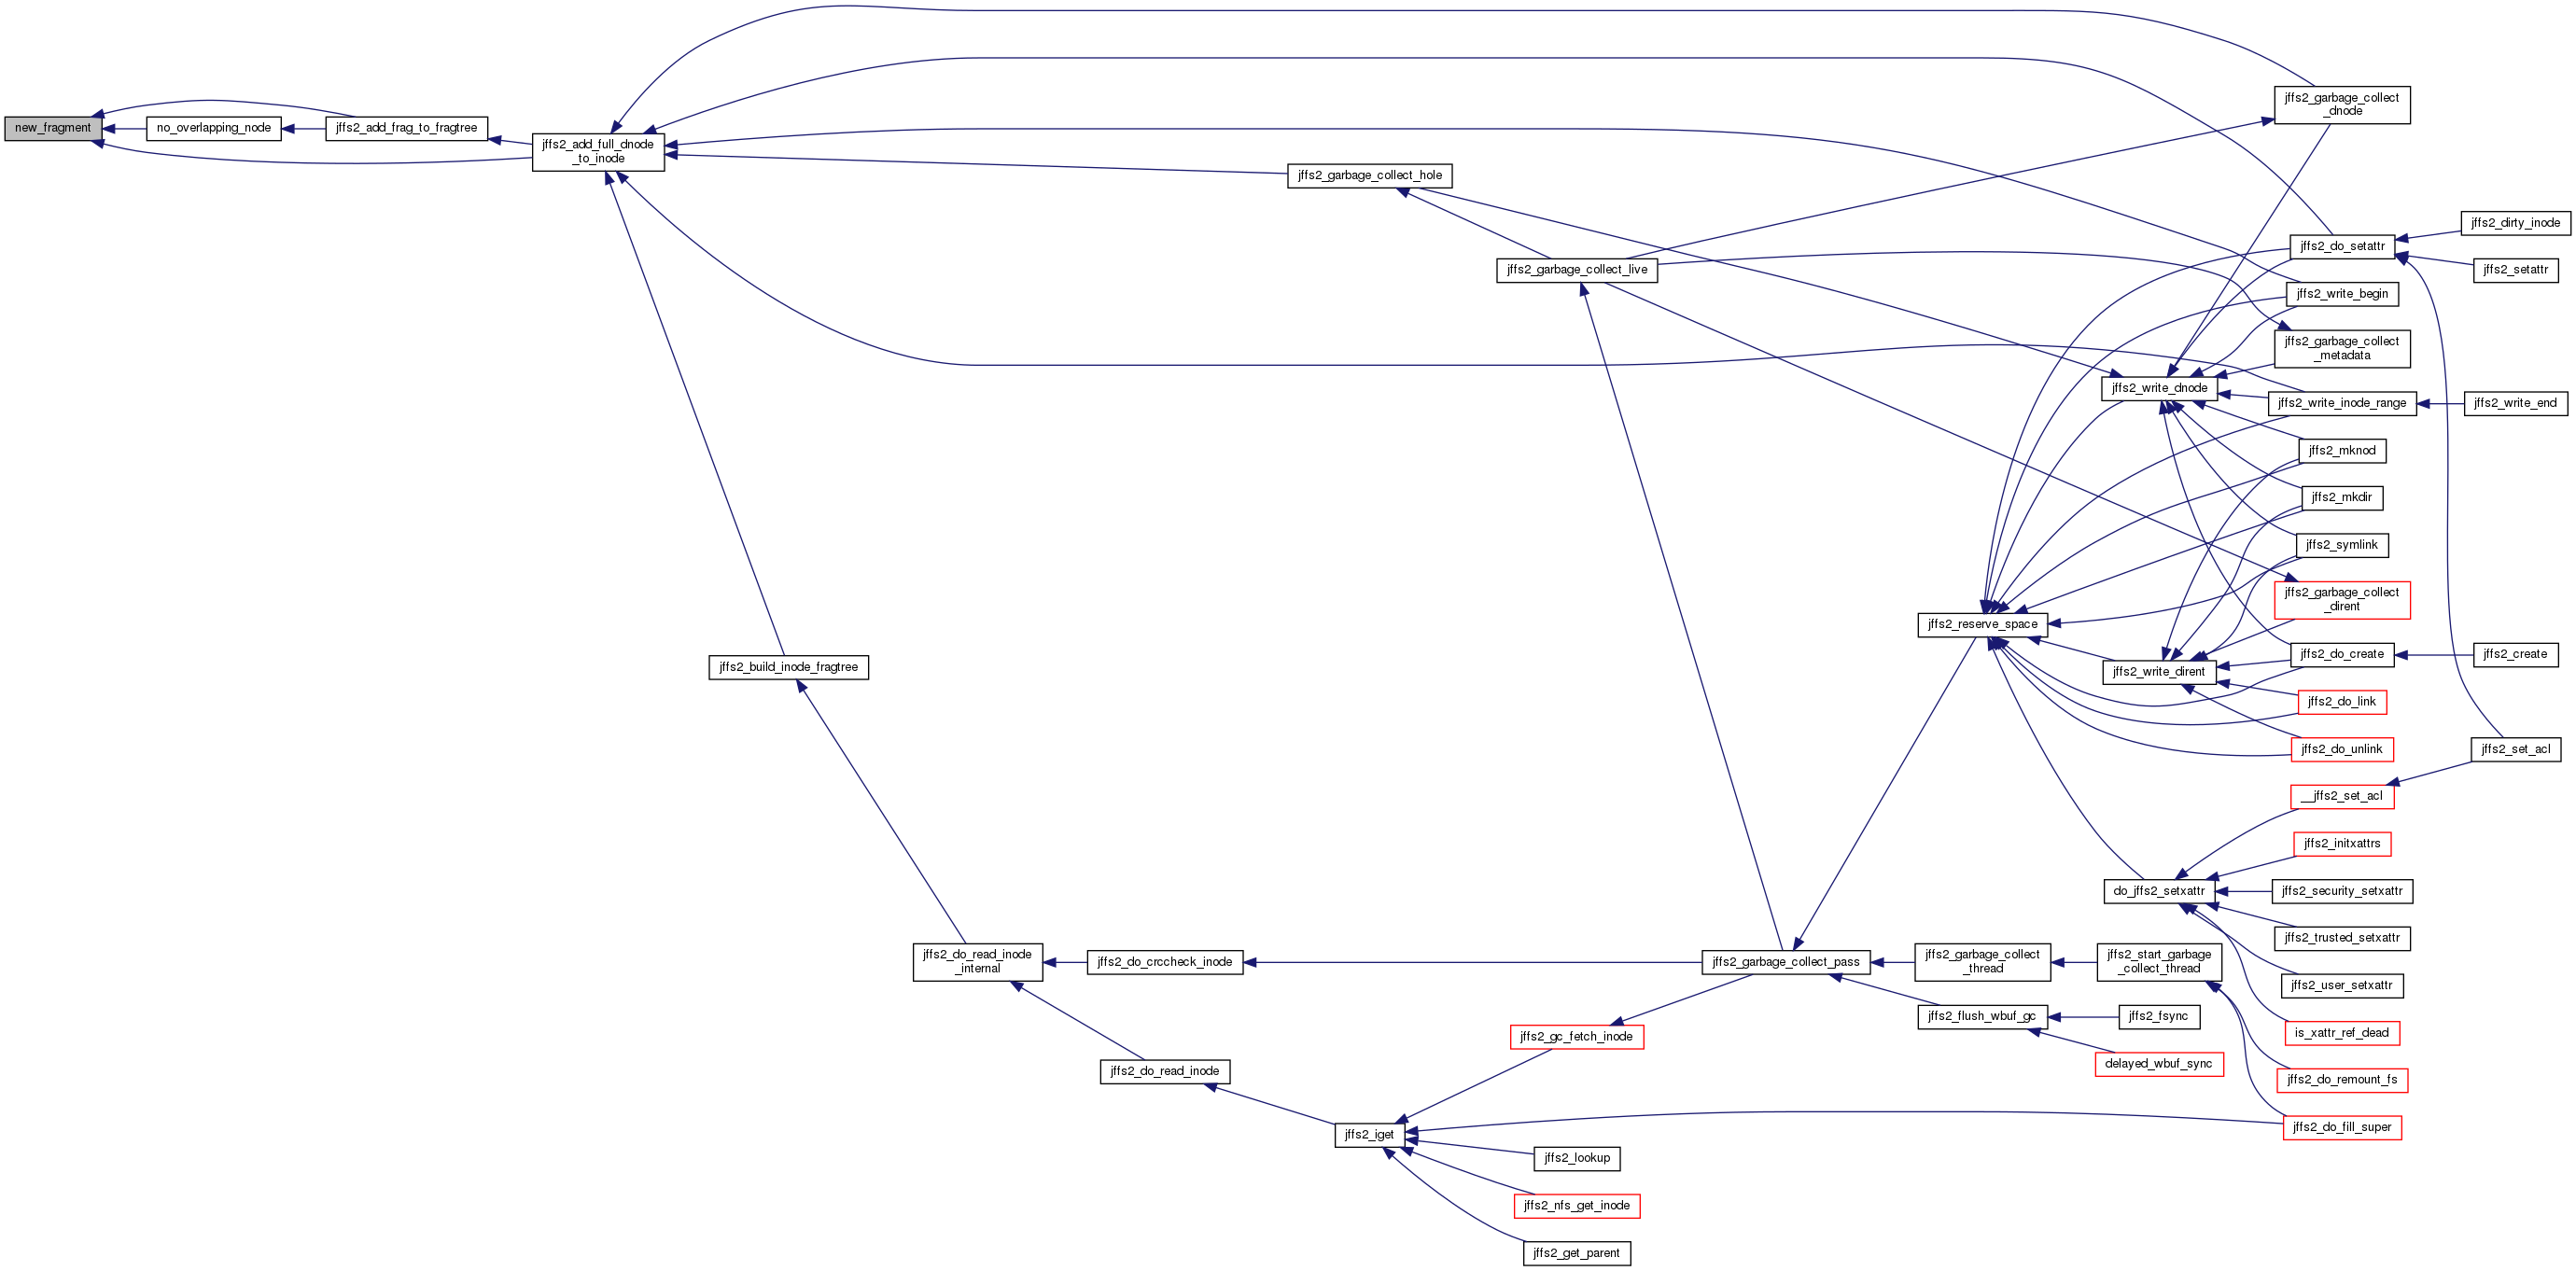 new_fragment
no_overlapping_node
jffs2_add_frag_to_fragtree
jffs2_add_full_dnode
_to_inode
jffs2_build_inode_fragtree
jffs2_do_read_inode
_internal
jffs2_do_crccheck_inode
jffs2_do_read_inode
jffs2_garbage_collect_hole
jffs2_iget
jffs2_garbage_collect_live
jffs2_gc_fetch_inode
jffs2_lookup
jffs2_nfs_get_inode
jffs2_get_parent
jffs2_garbage_collect_pass
jffs2_reserve_space
jffs2_garbage_collect
_thread
jffs2_flush_wbuf_gc
jffs2_write_dnode
jffs2_write_dirent
do_jffs2_setxattr
jffs2_start_garbage
_collect_thread
jffs2_fsync
delayed_wbuf_sync
jffs2_garbage_collect
_dnode
jffs2_do_setattr
jffs2_write_begin
jffs2_garbage_collect
_metadata
jffs2_write_inode_range
jffs2_mknod
jffs2_mkdir
jffs2_symlink
jffs2_garbage_collect
_dirent
jffs2_do_create
jffs2_do_link
jffs2_do_unlink
__jffs2_set_acl
jffs2_initxattrs
jffs2_security_setxattr
jffs2_trusted_setxattr
jffs2_user_setxattr
is_xattr_ref_dead
jffs2_do_remount_fs
jffs2_do_fill_super
jffs2_dirty_inode
jffs2_setattr
jffs2_write_end
jffs2_create
jffs2_set_acl